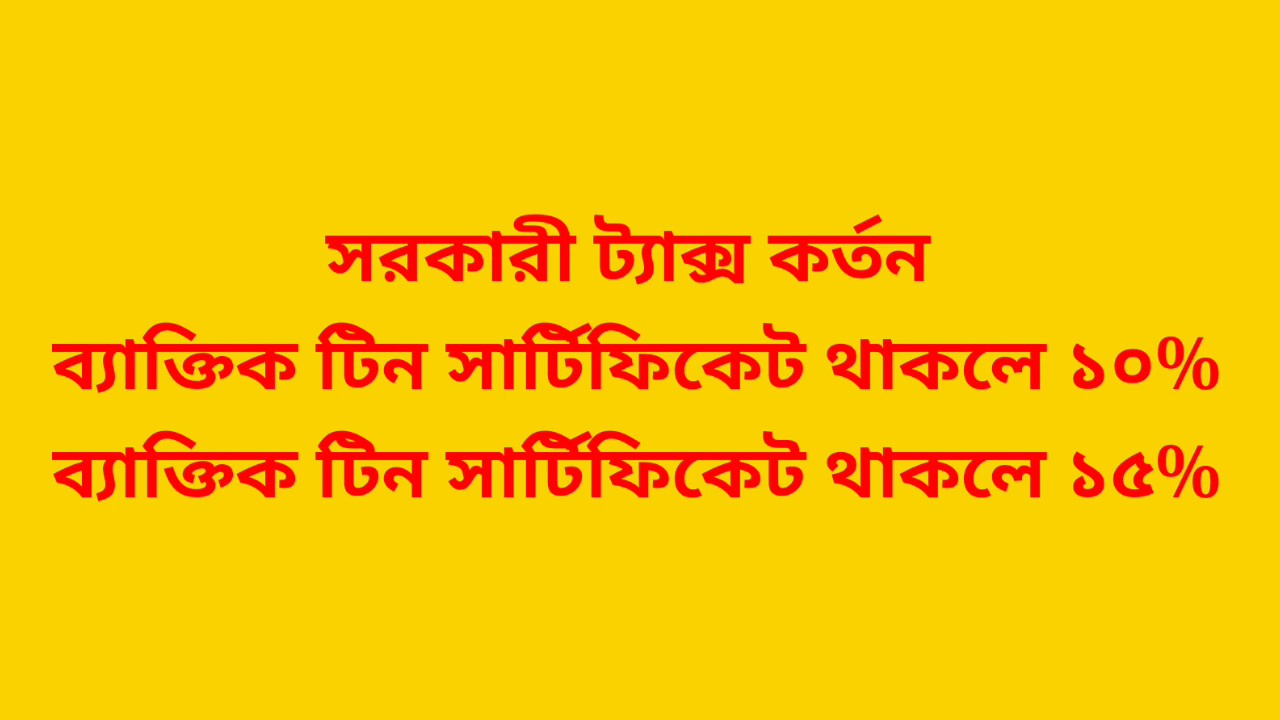 সরকারী ট্যাক্স কর্তন
ব্যাক্তিক টিন সার্টিফিকেট থাকলে ১০%
ব্যাক্তিক টিন সার্টিফিকেট থাকলে ১৫%